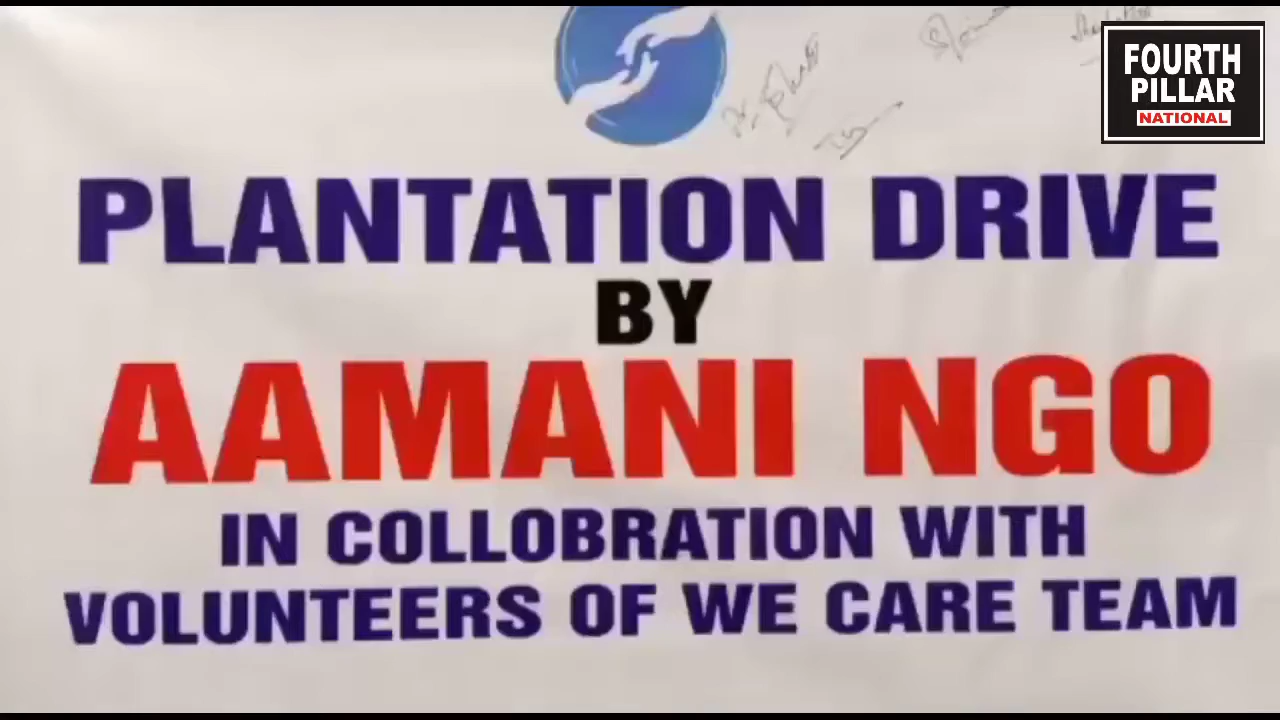 FOURTH
PILLAR
NATIONAL
PLANTATION DRIVE
BY
AAMANI NGO
IN COLLOBRATION WITH
VOLUNTEERS OF WE CARE TEAM